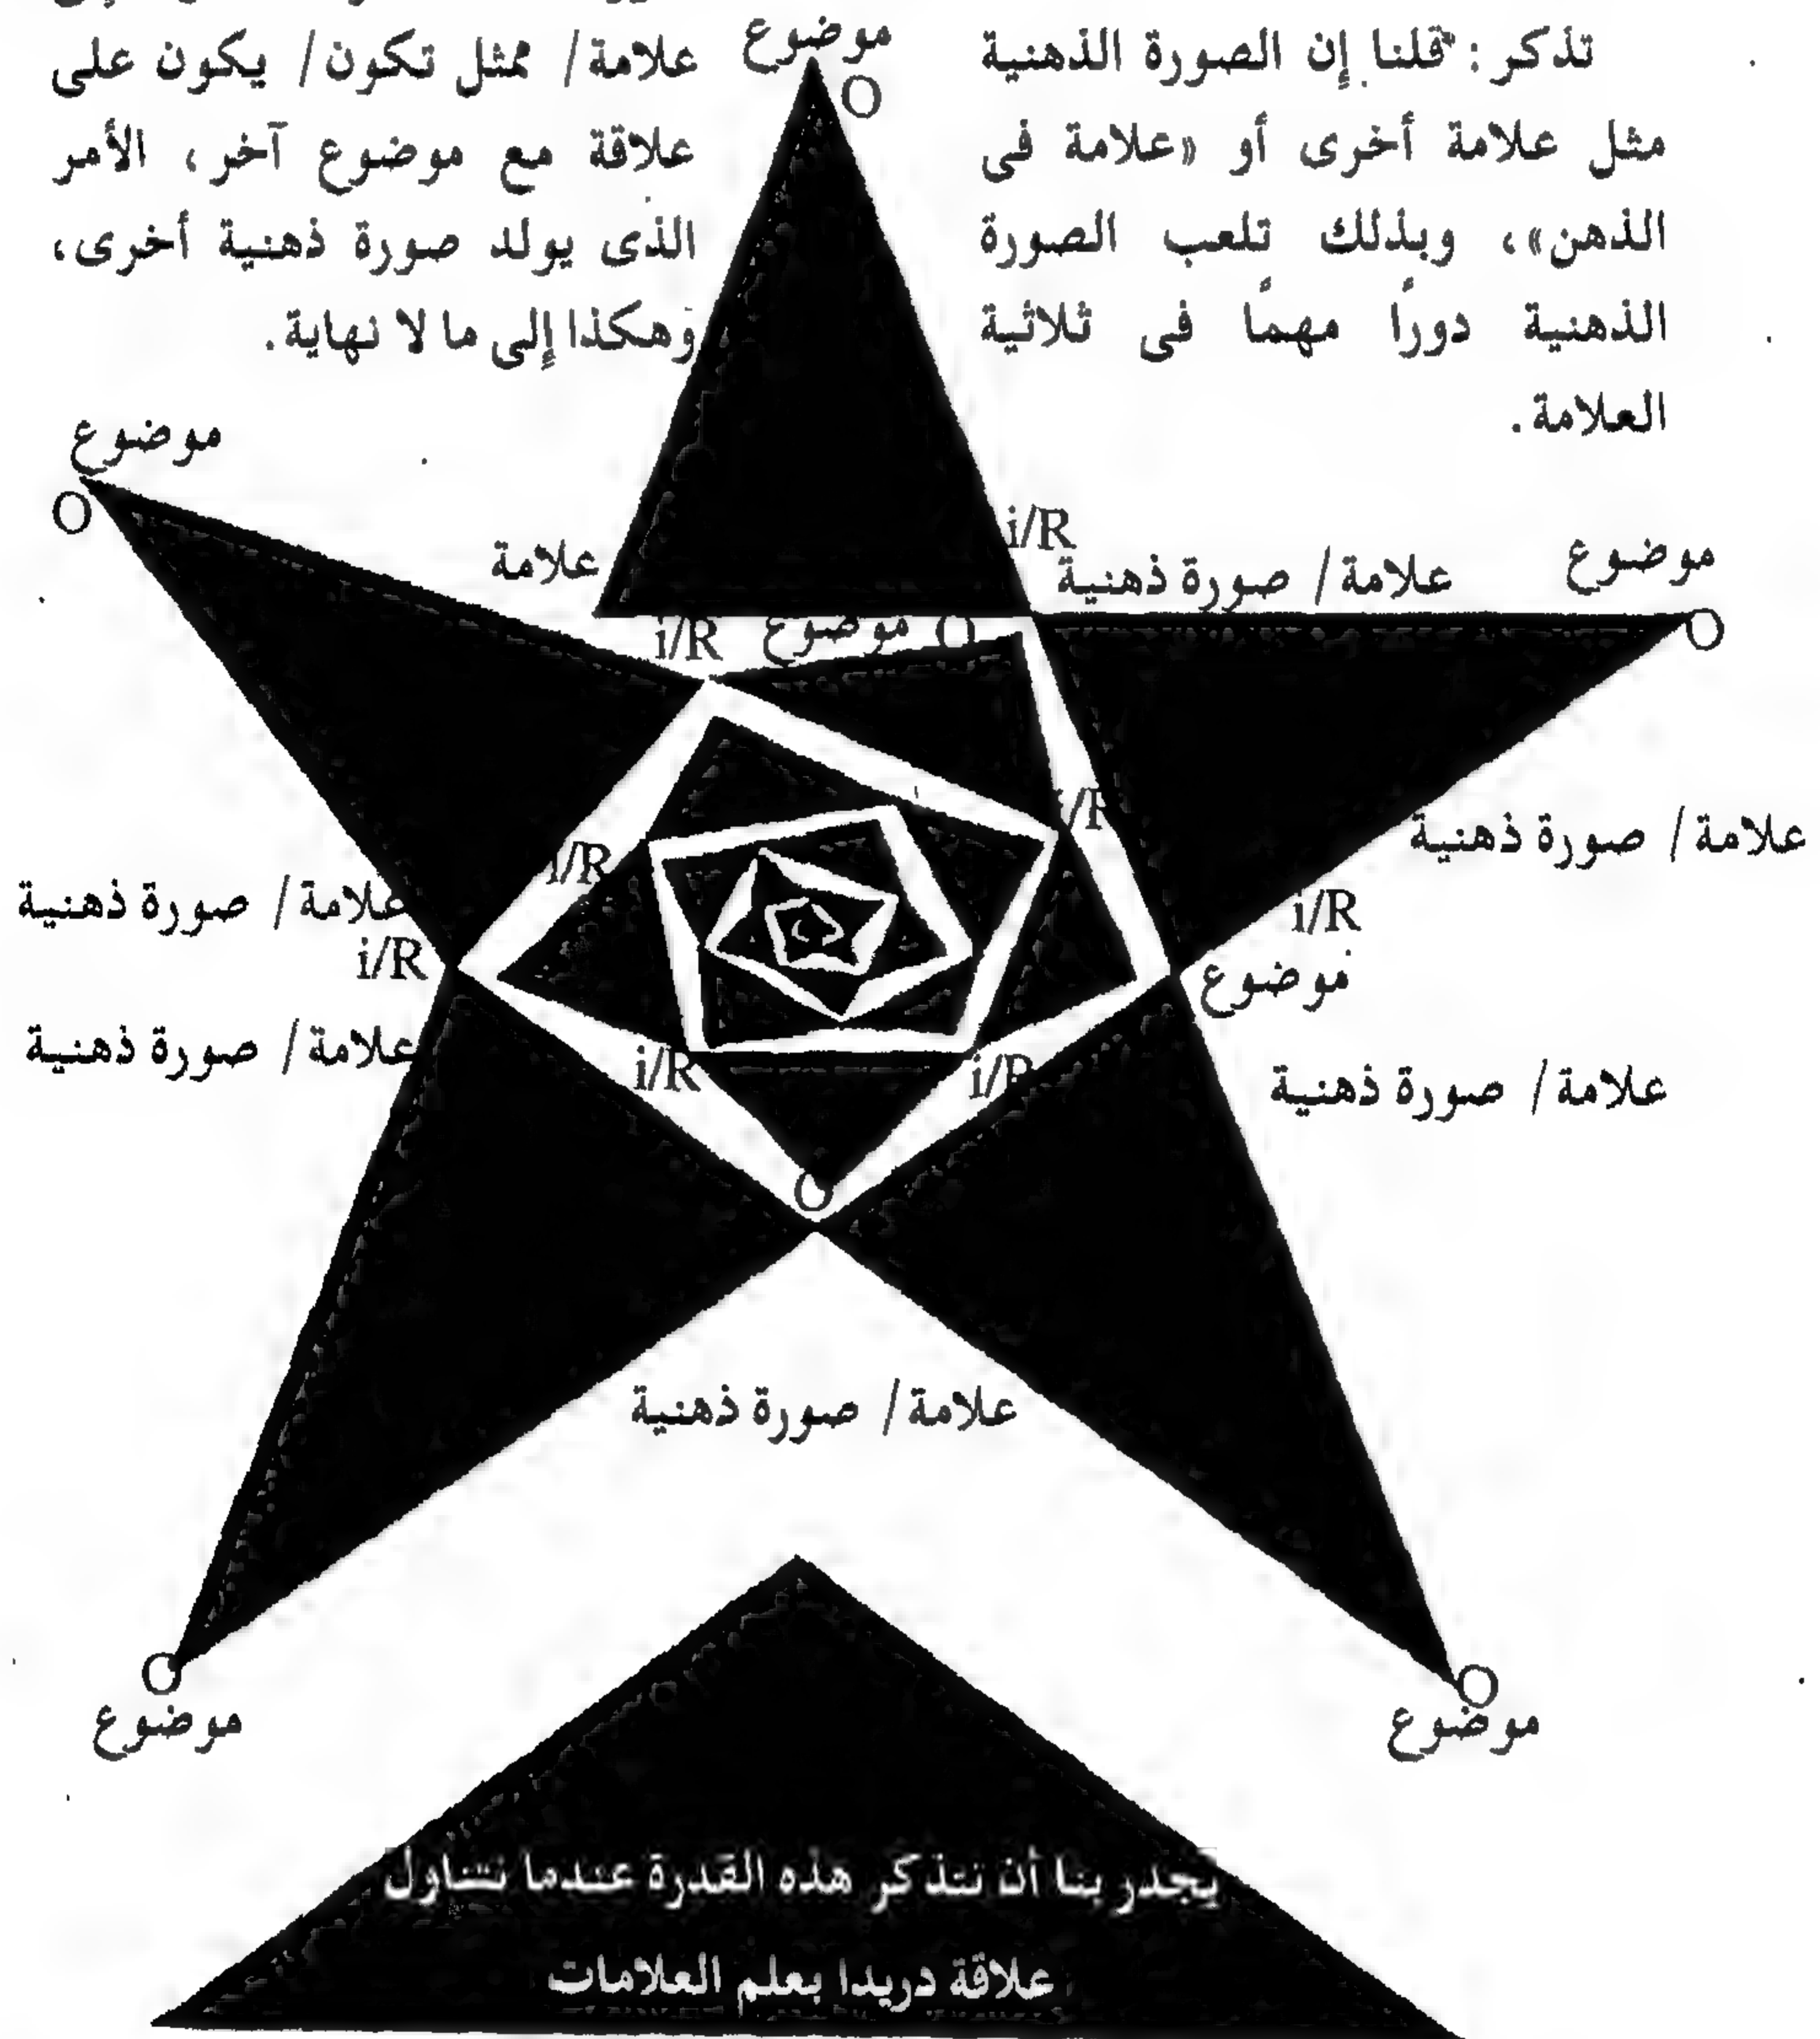 تذكر: قلنا إن الصورة الذهنية
مثل علامة أخرى أو «علامة فى
الذهن»، وبذلك تلعب الصورة
الذهنية دورًا مهمًا فى ثلاثية
العلامة.
علامة/ ممثل تكون/ يكون على
علاقة مع موضوع آخر، الأمر
الذى يولد صورة ذهنية أخرى،
وهكذا إلى ما لا نهاية.
موضوع
O
موضوع
O
علامة
i/R
علامة/ صورة ذهنية
موضوع
O
i/R
موضوع
O
i/R
علامة/ صورة ذهنية
i/R
i/R
علامة/ صورة ذهنية
i/R
موضوع
علامة/ صورة ذهنية
علامة/ صورة ذهنية
i/R
i/R
O
علامة/ صورة ذهنية
O
موضوع
O
موضوع
يجدر بنا أن نتذكر هذه القدرة عندما نتناول
علاقة دريدا بعلم العلامات